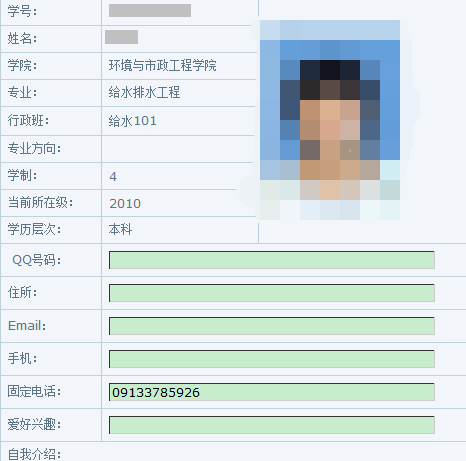 学号：
姓名：
学院： 环境与市政工程学院
专业： 给水排水工程
行政班： 给水101
专业方向：
学制： 4
当前所在级： 2010
学历层次： 本科
QQ号码：
住所：
Email：
手机：
固定电话： 09133785926
爱好兴趣：
自我介绍：